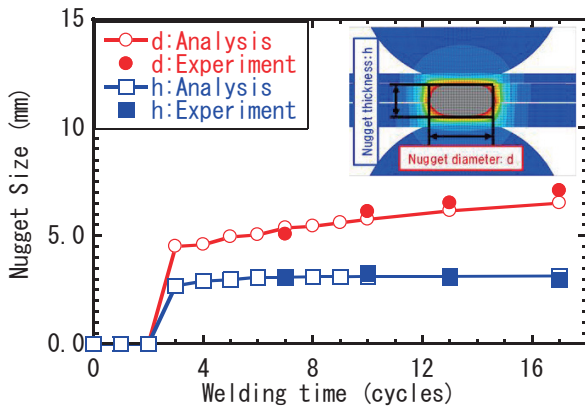 15
11
5.0
0.0
0
4
8
12
16
Nugget Size (mm)
Welding time (cycles)
d:Analysis
d:Experiment
h:Analysis
h:Experiment
Nugget thickness:h
Nugget diameter: d